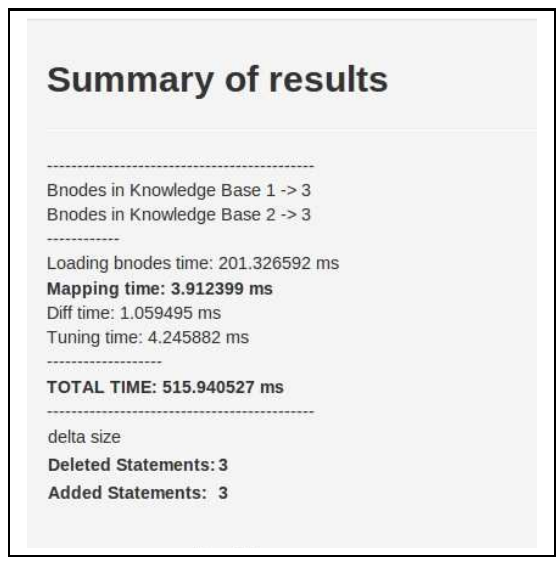 Summary of results
--------------------------------------------
Bnodes in Knowledge Base 1 -> 3
Bnodes in Knowledge Base 2 -> 3
------------
Loading bnodes time: 201.326592 ms
Mapping time: 3.912399 ms
Diff time: 1.059495 ms
Tuning time: 4.245882 ms
-------------------
TOTAL TIME: 515.940527 ms
--------------------------------------------
delta size
Deleted Statements: 3
Added Statements: 3